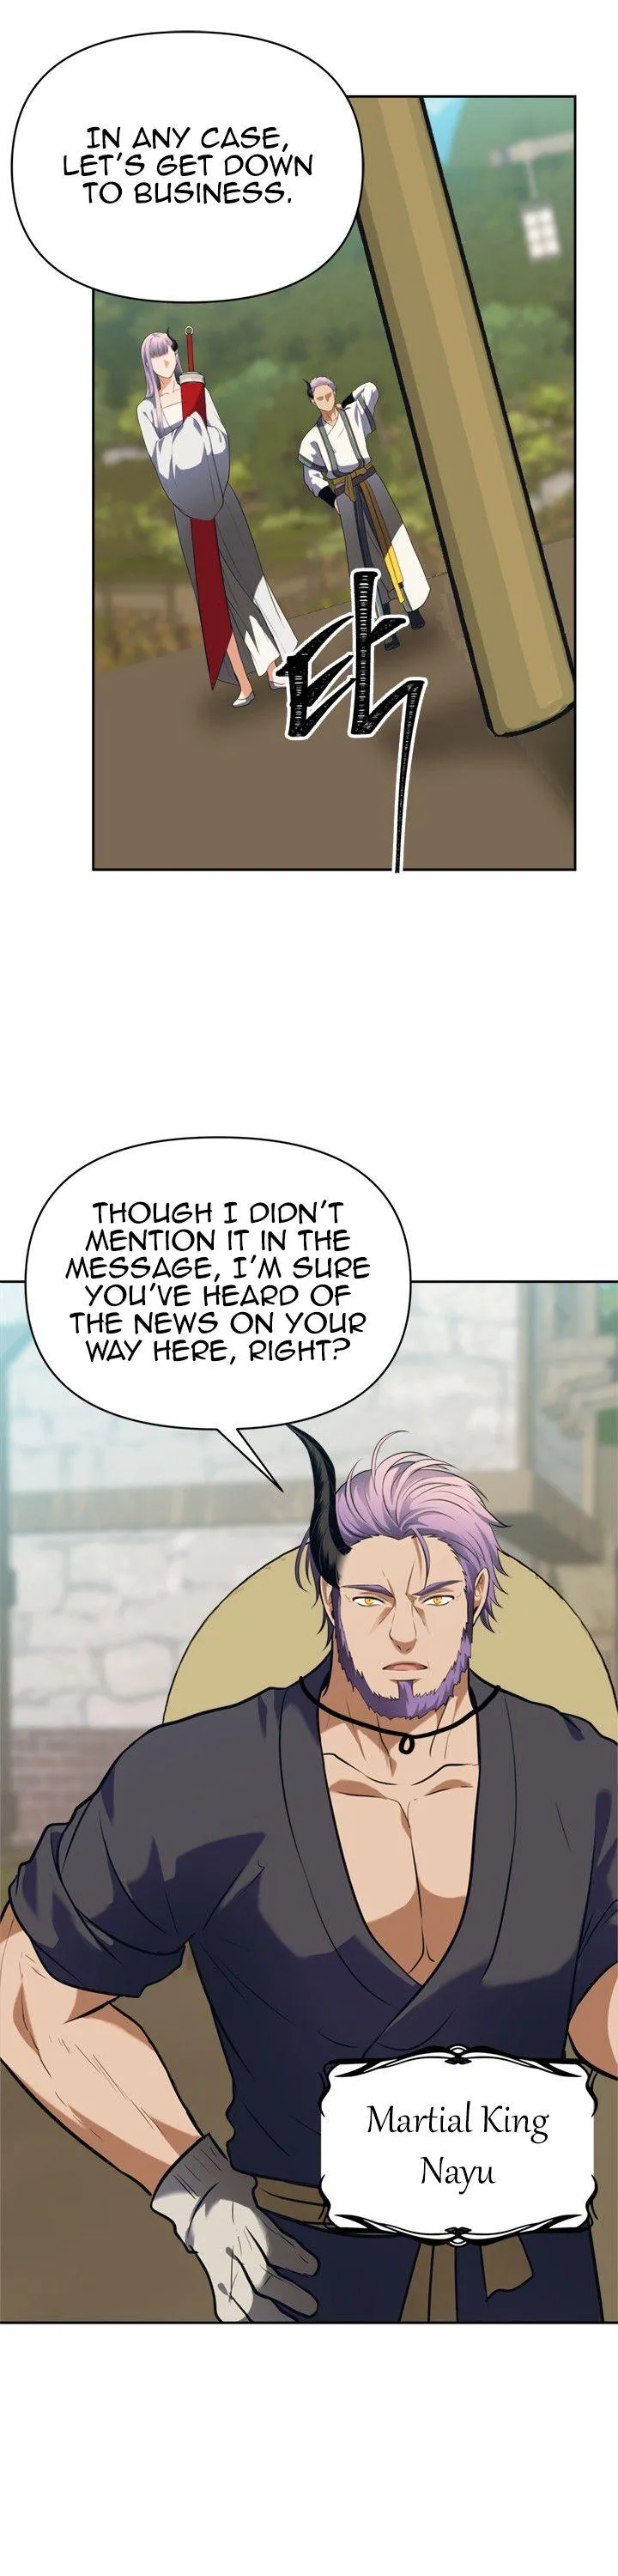 IN ANY CASE,
LET'S GET DOWN
TO BUSINESS.
탁
THOUGH I DIDN'T
MENTION IT IN THE
MESSAGE, I'M SURE
YOU'VE HEARD OF
THE NEWS ON YOUR
WAY HERE, RIGHT?
Martial King
Nayu